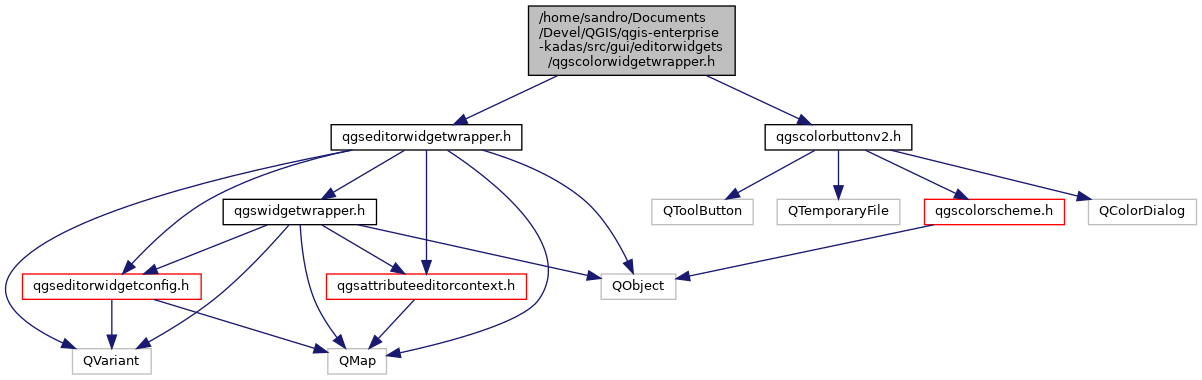 /home/sandro/Documents
/Devel/QGIS/qgis-enterprise
-kadas/src/gui/editorwidgets
/qgscolorwidgetwrapper.h
qgseditorwidgetwrapper.h
qgscolorbuttonv2.h
qgswidgetwrapper.h
QToolButton
QTemporaryFile
qgscolorscheme.h
QColorDialog
qgseditorwidgetconfig.h
qgsattributeeditorcontext.h
QObject
QVariant
QMap